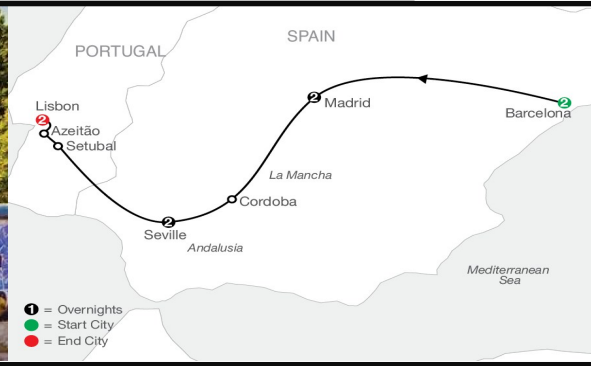 SPAIN
PORTUGAL
Lisbon
2
Azeitão
Setubal
2
Madrid
2
Barcelona
La Mancha
Cordoba
2
Seville
Andalusia
Mediterranean
Sea
1 = Overnights
= Start City
= End City